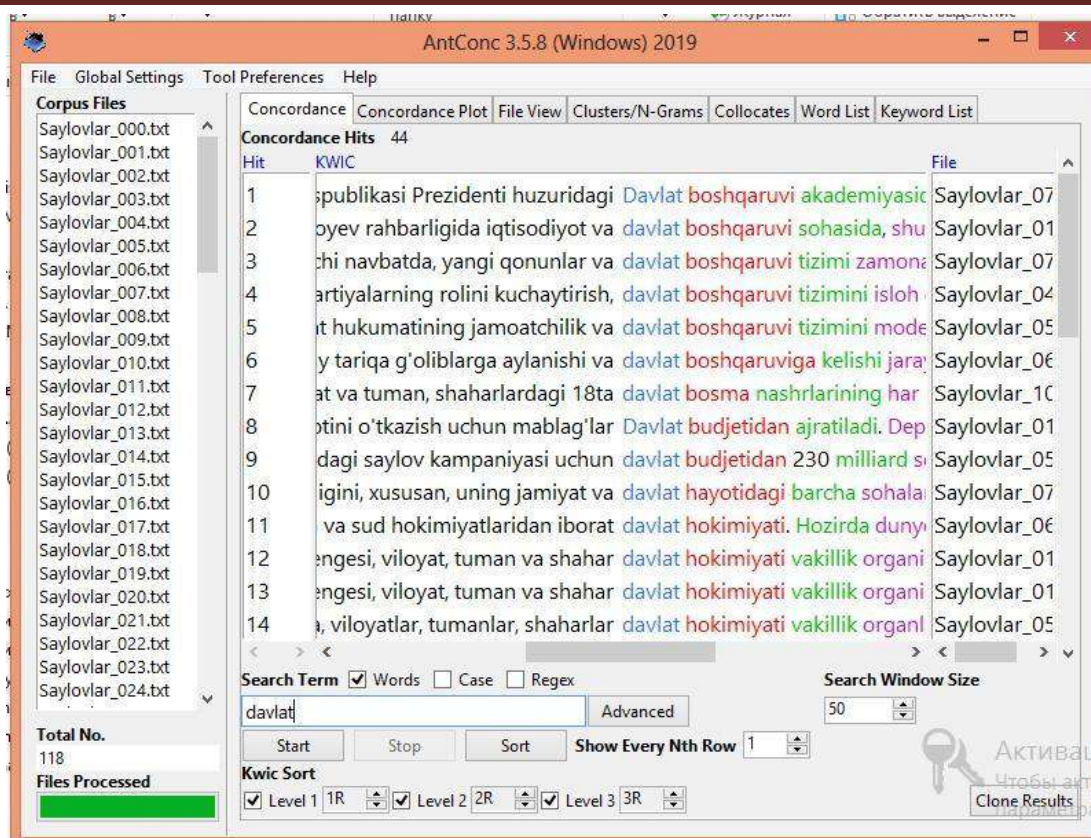 папку
AntConc 3.5.8 (Windows) 2019
File Global Settings Tool Preferences Help
Corpus Files
Saylovlar_000.txt
Saylovlar_001.txt
Saylovlar_002.txt
Saylovlar_003.txt
Saylovlar_004.txt
Saylovlar_005.txt
Saylovlar_006.txt
Saylovlar_007.txt
Saylovlar_008.txt
Saylovlar_009.txt
Saylovlar_010.txt
Saylovlar_011.txt
Saylovlar_012.txt
Saylovlar_013.txt
Saylovlar_014.txt
Saylovlar_015.txt
Saylovlar_016.txt
Saylovlar_017.txt
Saylovlar_018.txt
Saylovlar_019.txt
Saylovlar_020.txt
Saylovlar_021.txt
Saylovlar_022.txt
Saylovlar_023.txt
Saylovlar_024.txt
Total No.
118
Files Processed
Concordance Concordance Plot File View Clusters/N-Grams Collocates Word List Keyword List
Concordance Hits 44
Hit KWIC File
1 spublikasi Prezidenti huzuridagi Davlat boshqaruvi akademiyasid Saylovlar_07
2 oyev rahbarligida iqtisodiyot va davlat boshqaruvi sohasida, shu Saylovlar_01
3 chi navbatda, yangi qonunlar va davlat boshqaruvi tizimi zamona Saylovlar_07
4 artiyalarning rolini kuchaytirish, davlat boshqaruvi tizimini isloh Saylovlar_04
5 t hukumatining jamoatchilik va davlat boshqaruvi tizimini mode Saylovlar_05
6 y tariqa g'oliblarga aylanishi va davlat boshqaruviga kelishi jaray Saylovlar_06
7 at va tuman, shaharlardagi 18ta davlat bosma nashrlarining har Saylovlar_10
8 otini o'tkazish uchun mablag'lar Davlat budjetidan ajratiladi. Dep Saylovlar_01
9 dagi saylov kampaniyasi uchun davlat budjetidan 230 milliard s Saylovlar_05
10 igini, xususan, uning jamiyat va davlat hayotidagi barcha sohala Saylovlar_07
11 va sud hokimiyatlaridan iborat davlat hokimiyati. Hozirda duny Saylovlar_06
12 engesi, viloyat, tuman va shahar davlat hokimiyati vakillik organi Saylovlar_01
13 engesi, viloyat, tuman va shahar davlat hokimiyati vakillik organi Saylovlar_01
14 a, viloyatlar, tumanlar, shaharlar davlat hokimiyati vakillik organl Saylovlar_05
Search Term Words Case Regex Search Window Size
davlat Advanced 50
Start Stop Sort Show Every Nth Row 1
Kwic Sort
Level 1 1R Level 2 2R Level 3 3R Clone Results
Актива
Чтобы акт
параметра